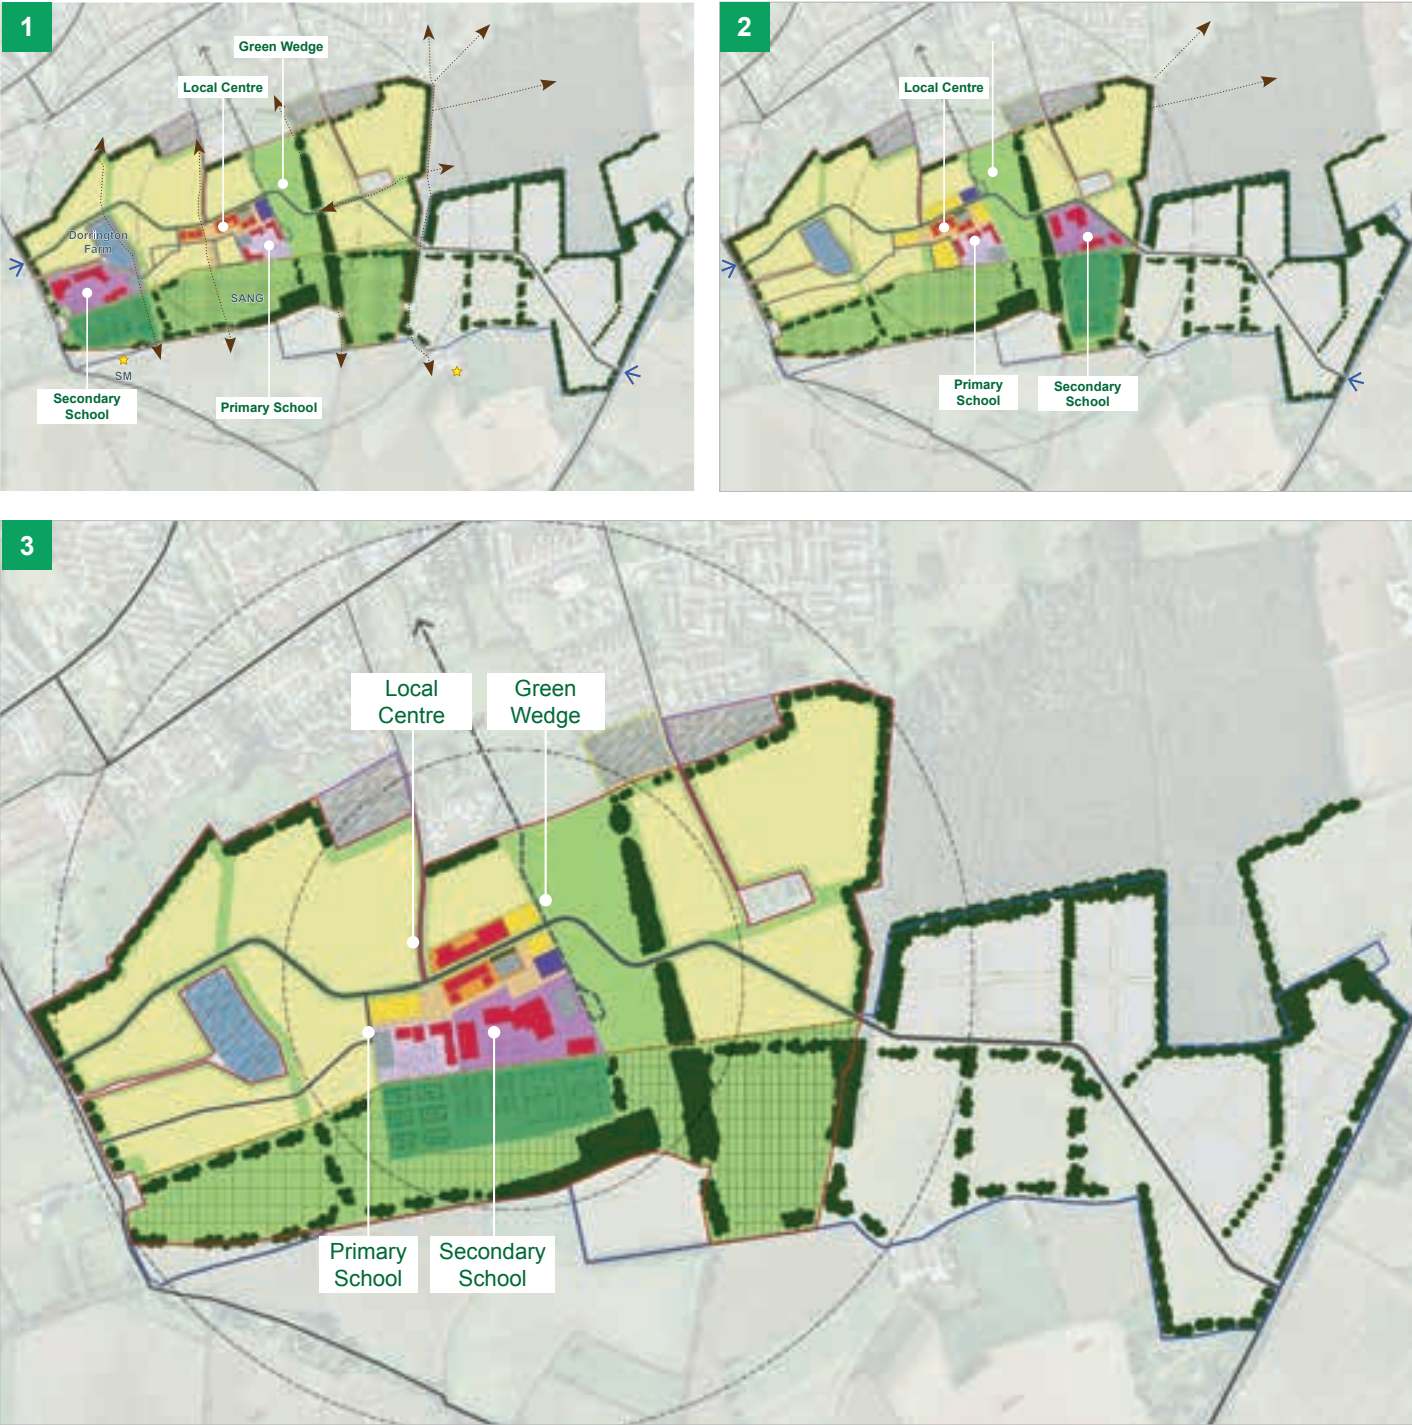 1
Green Wedge
Local Centre
Dorrington
Farm
SANG
SM
Secondary
School
Primary School
2
Local Centre
Primary
School
Secondary
School
3
Local
Centre
Green
Wedge
Primary
School
Secondary
School